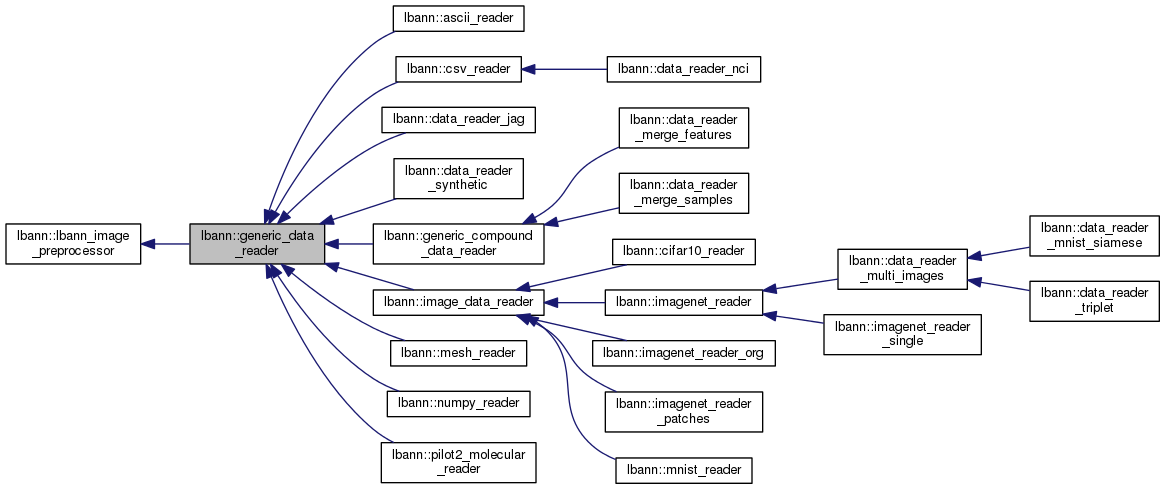 lbann::ascii_reader
lbann::csv_reader
lbann::data_reader_nci
lbann::data_reader_jag
lbann::data_reader
_merge_features
lbann::data_reader
_synthetic
lbann::data_reader
_merge_samples
lbann::lbann_image
_preprocessor
lbann::generic_data
_reader
lbann::generic_compound
_data_reader
lbann::cifar10_reader
lbann::data_reader
_multi_images
lbann::data_reader
_mnist_siamese
lbann::image_data_reader
lbann::imagenet_reader
lbann::data_reader
_triplet
lbann::imagenet_reader
_single
lbann::mesh_reader
lbann::imagenet_reader_org
lbann::numpy_reader
lbann::imagenet_reader
_patches
lbann::pilot2_molecular
_reader
lbann::mnist_reader